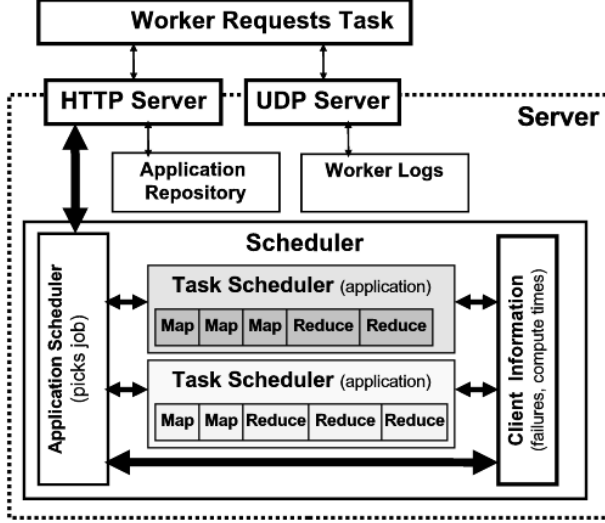 Worker Requests Task
HTTP Server
UDP Server
Server
Application
Repository
Worker Logs
Scheduler
Application Scheduler
(picks job)
Task Scheduler (application)
Map Map Map Reduce Reduce
Task Scheduler (application)
Map Map Reduce Reduce Reduce
Client Information
(failures, compute times)